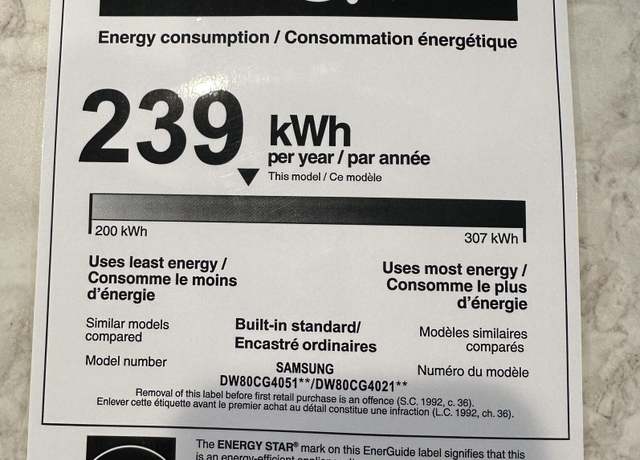 Energy consumption / Consommation énergétique
239 kWh
per year / par année
This model / Ce modèle
200 kWh
307 kWh
Uses least energy /
Consomme le moins
d'énergie
Uses most energy /
Consomme le plus
d'énergie
Similar models
compared
Built-in standard/
Encastré ordinaires
Modèles similaires
comparés
Model number
SAMSUNG
DW80CG4051**/DW80CG4021**
Numéro du modèle
Removal of this label before first retail purchase is an offence (S.C. 1992, c. 36).
Enlever cette étiquette avant le premier achat au détail constitue une infraction (L.C. 1992, ch. 36).
The ENERGY STAR® mark on this EnerGuide label signifies that this
is an energy-efficient